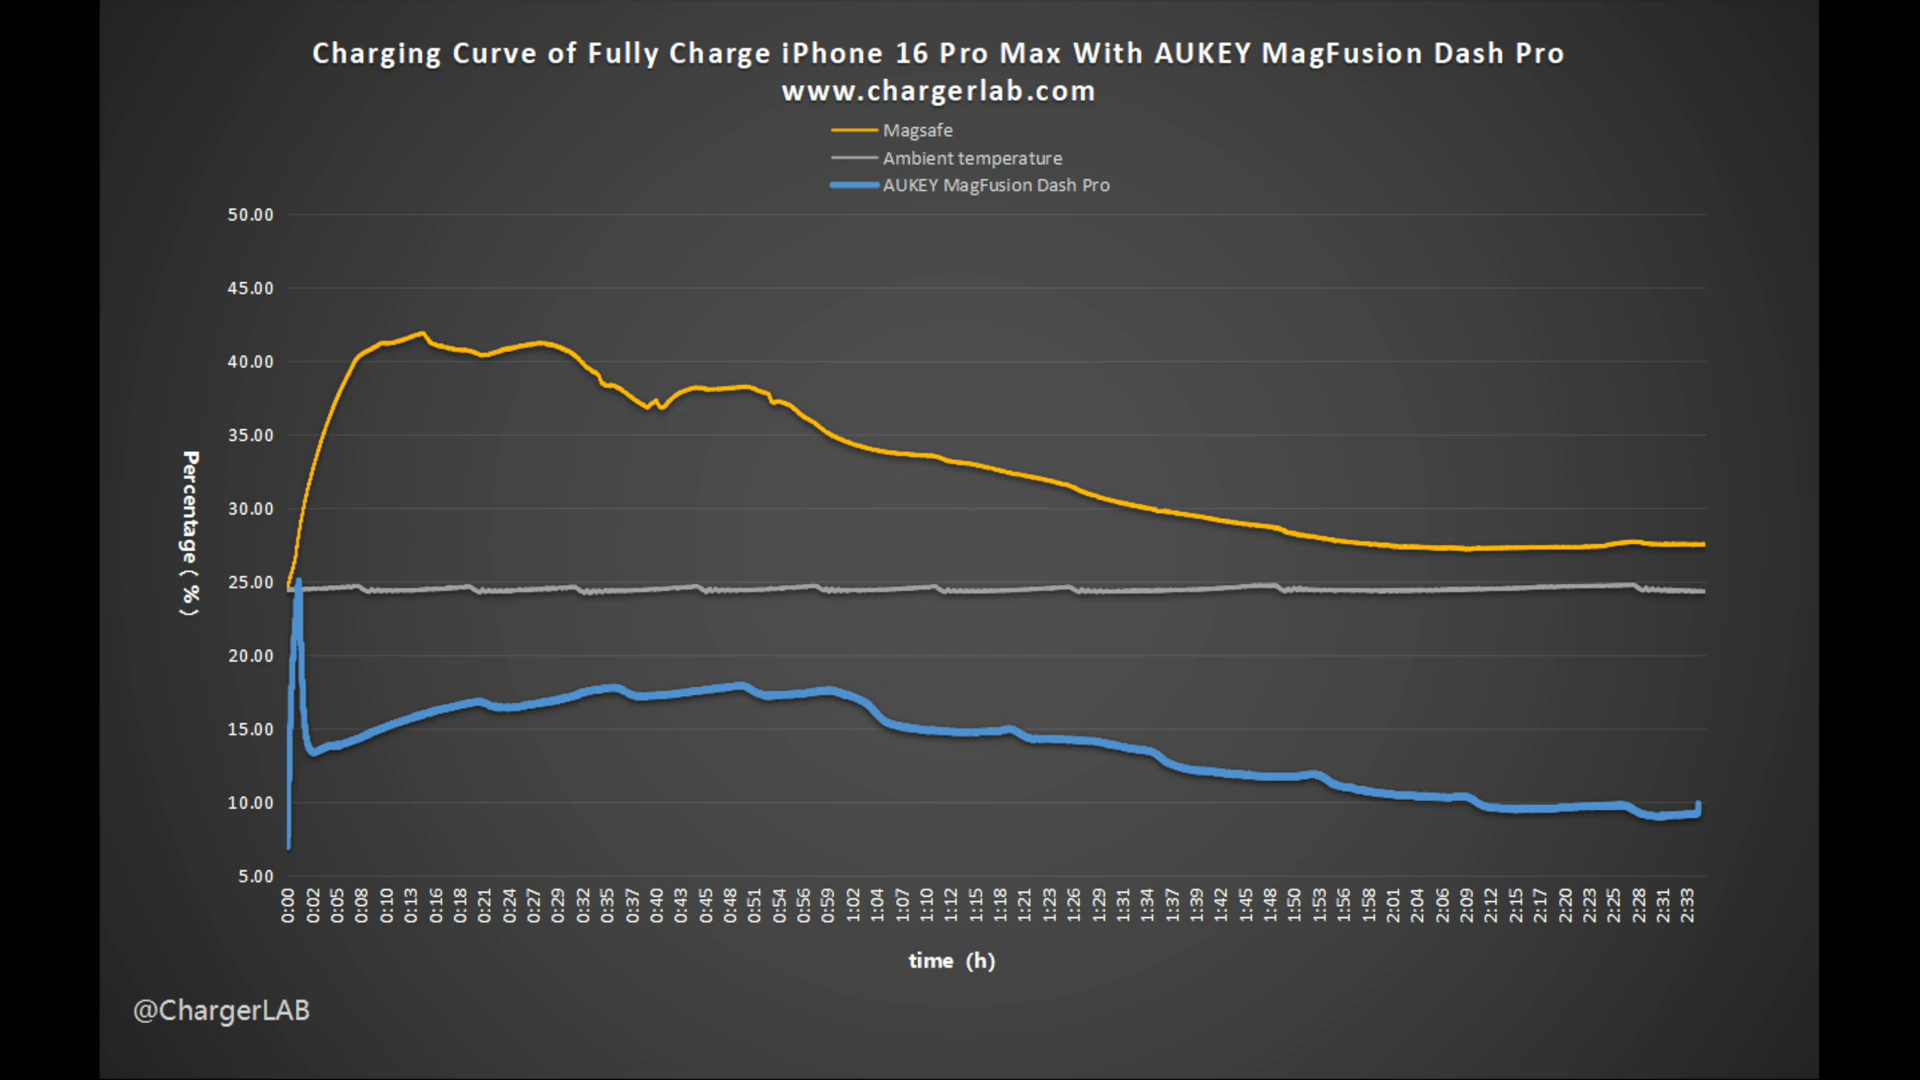 Charging Curve of Fully Charge iPhone 16 Pro Max With AUKEY MagFusion Dash Pro
www.chargerlab.com
Magsafe
Ambient temperature
AUKEY MagFusion Dash Pro
50.00
45.00
40.00
35.00
30.00
25.00
20.00
15.00
10.00
5.00
Percentage ( % )
0:00 0:02 0:05 0:08 0:10 0:13 0:16 0:18 0:21 0:24 0:27 0:29 0:32 0:35 0:37 0:40 0:43 0:45 0:48 0:51 0:54 0:56 0:59 1:02 1:04 1:07 1:10 1:12 1:15 1:18 1:21 1:23 1:26 1:29 1:31 1:34 1:37 1:39 1:42 1:45 1:48 1:50 1:53 1:56 1:58 2:01 2:04 2:06 2:09 2:12 2:15 2:17 2:20 2:23 2:25 2:28 2:31 2:33
time (h)
@ChargerLAB